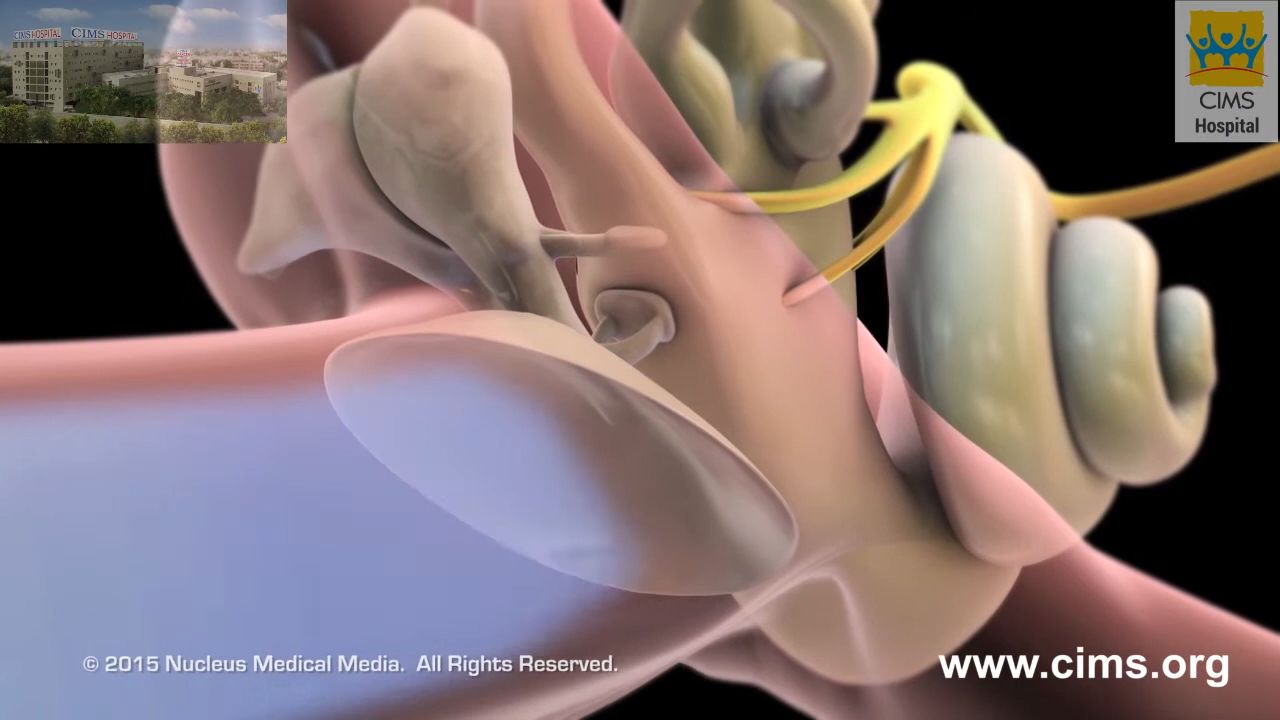 CIMS HOSPITAL CIMS HOSPITAL
CIMS
Hospital
© 2015 Nucleus Medical Media. All Rights Reserved.
www.cims.org